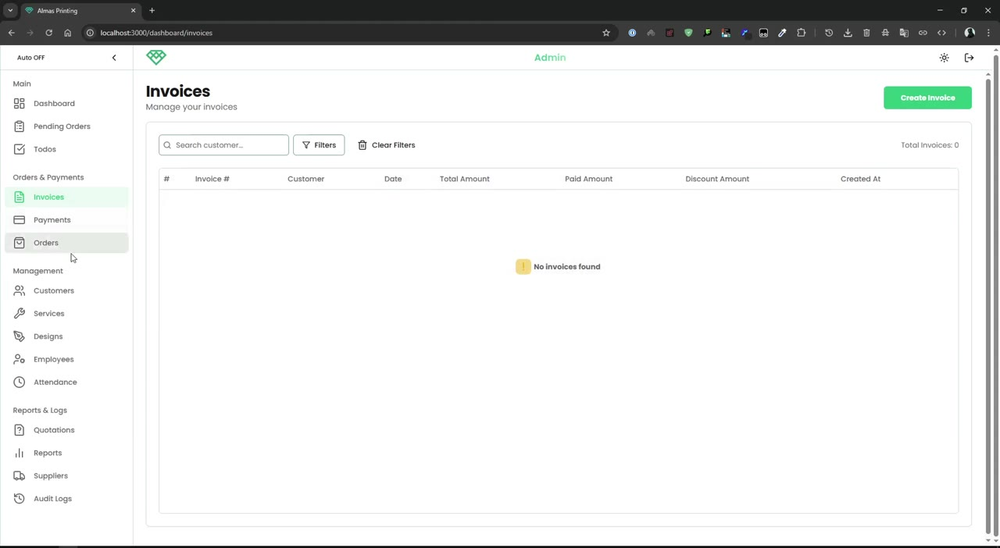 Almas Printing
localhost:3000/dashboard/invoices
Auto OFF
Admin
Main
Dashboard
Pending Orders
Todos
Orders & Payments
Invoices
Payments
Orders
Management
Customers
Services
Designs
Employees
Attendance
Reports & Logs
Quotations
Reports
Suppliers
Audit Logs
Invoices
Manage your invoices
Create Invoice
Search customer...
Filters
Clear Filters
Total Invoices: 0
# Invoice # Customer Date Total Amount Paid Amount Discount Amount Created At
! No invoices found